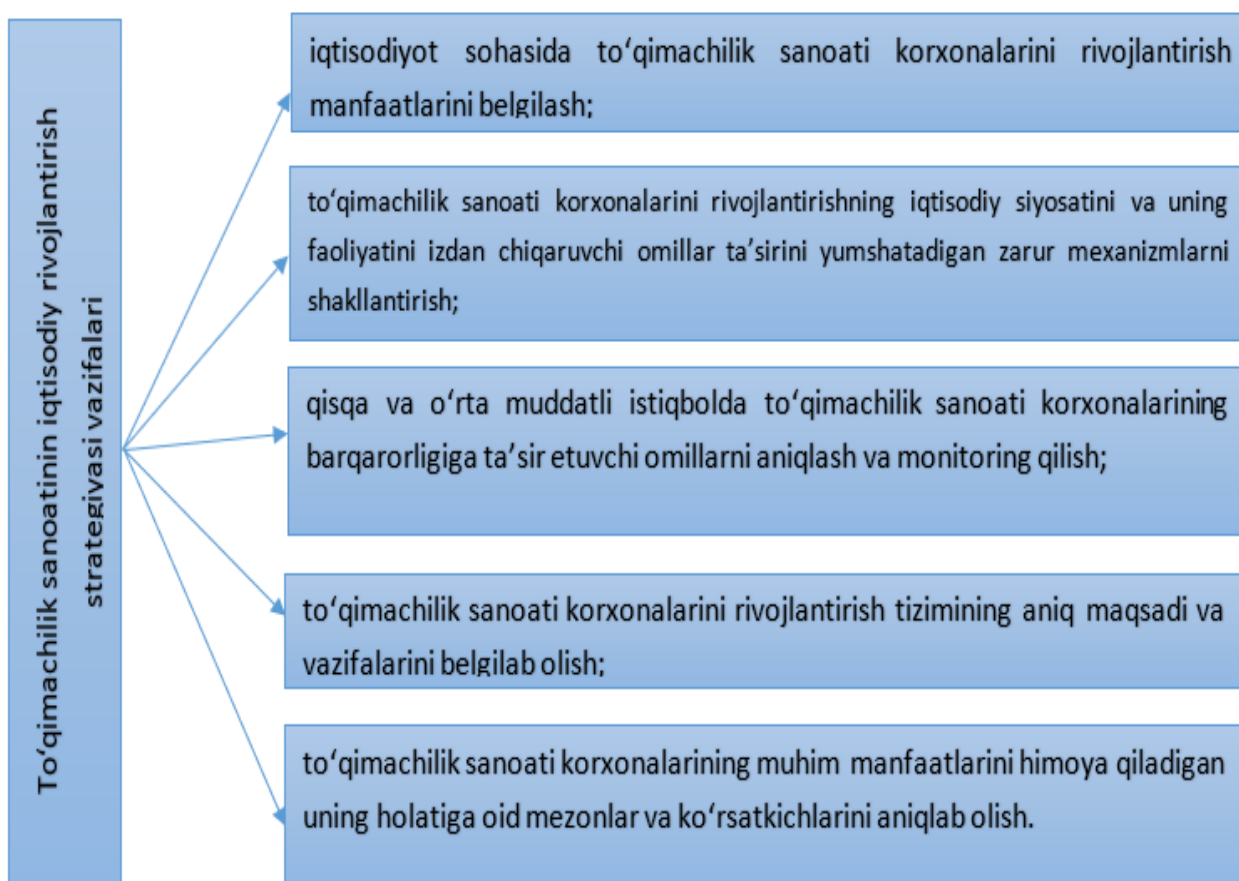 To‘qimachilik sanoatinin iqtisodiy rivojlantirish
strategivasi vazifalari
iqtisodiyot sohasida to‘qimachilik sanoati korxonalarini rivojlantirish
manfaatlarini belgilash;
to‘qimachilik sanoati korxonalarini rivojlantirishning iqtisodiy siyosatini va uning
faoliyatini izdan chiqaruvchi omillar ta’sirini yumshatadigan zarur mexanizmlarni
shakllantirish;
qisqa va o‘rta muddatli istiqbolda to‘qimachilik sanoati korxonalarining
barqarorligiga ta’sir etuvchi omillarni aniqlash va monitoring qilish;
to‘qimachilik sanoati korxonalarini rivojlantirish tizimining aniq maqsadi va
vazifalarini belgilab olish;
to‘qimachilik sanoati korxonalarining muhim manfaatlarini himoya qiladigan
uning holatiga oid mezonlar va ko‘rsatkichlarini aniqlab olish.